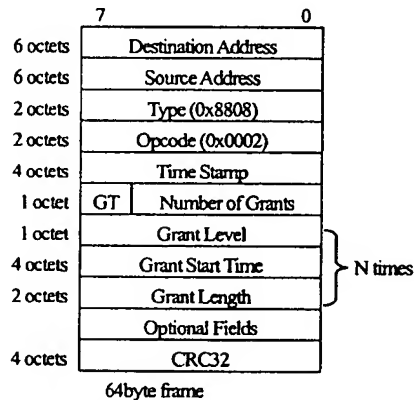 7 0
6 octets Destination Address
6 octets Source Address
2 octets Type (0x8808)
2 octets Opcode (0x0002)
4 octets Time Stamp
1 octet GT Number of Grants
1 octet Grant Level
4 octets Grant Start Time
2 octets Grant Length
N times
Optional Fields
4 octets CRC32
64byte frame